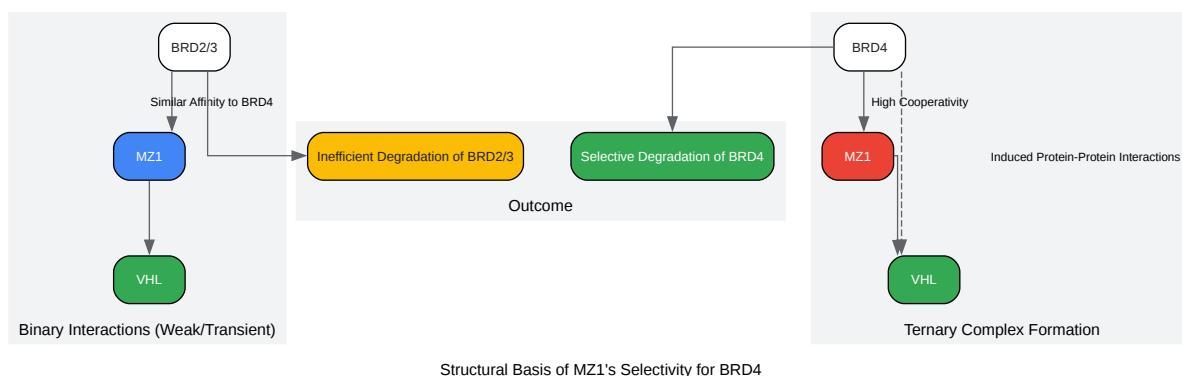 BRD2/3
BRD4
Similar Affinity to BRD4
High Cooperativity
MZ1
Inefficient Degradation of BRD2/3
Selective Degradation of BRD4
MZ1
Induced Protein-Protein Interactions
Outcome
VHL
VHL
Binary Interactions (Weak/Transient)
Ternary Complex Formation
Structural Basis of MZ1's Selectivity for BRD4